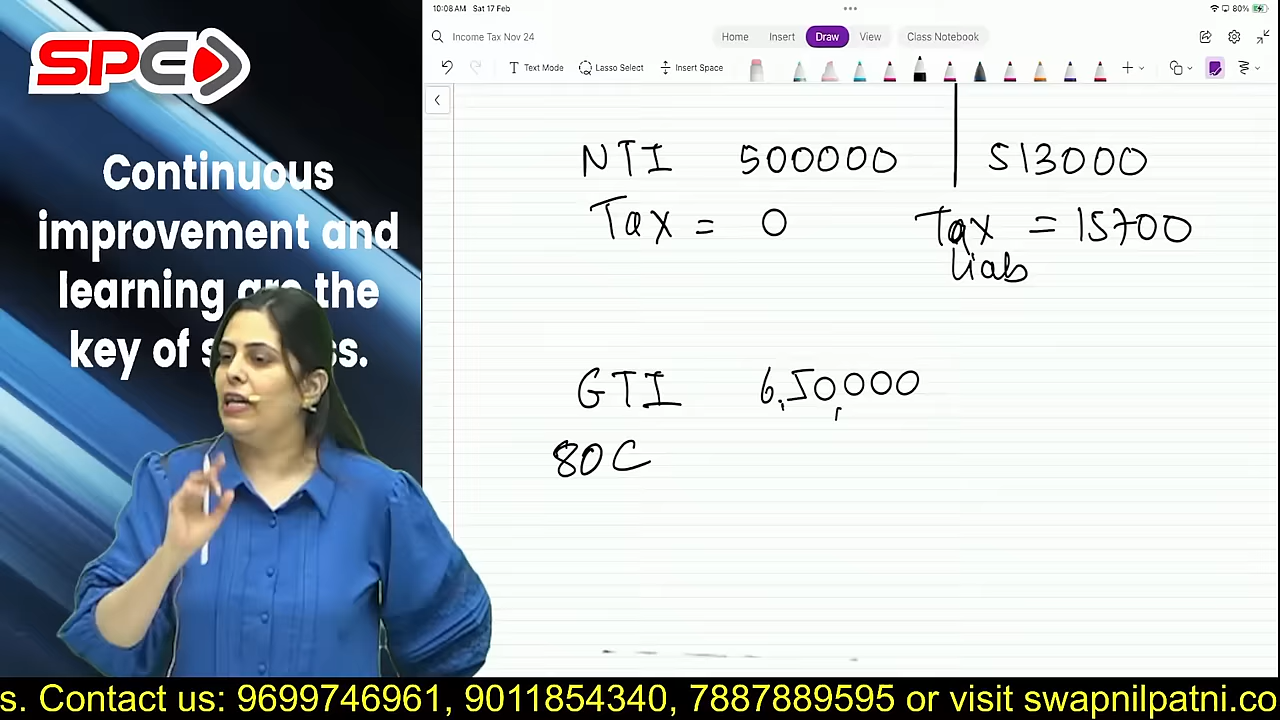 10:08 AM Sat 17 Feb
80%
Income Tax Nov 24
Home Insert Draw View Class Notebook
Text Mode Lasso Select Insert Space
SPC
Continuous
improvement and
learning are the
key of s ss.
NTI 500000 513000
Tax = 0 Tax = 15700
liab
GTI 6,50,000
80C
s. Contact us: 9699746961, 9011854340, 7887889595 or visit swapnilpatni.co